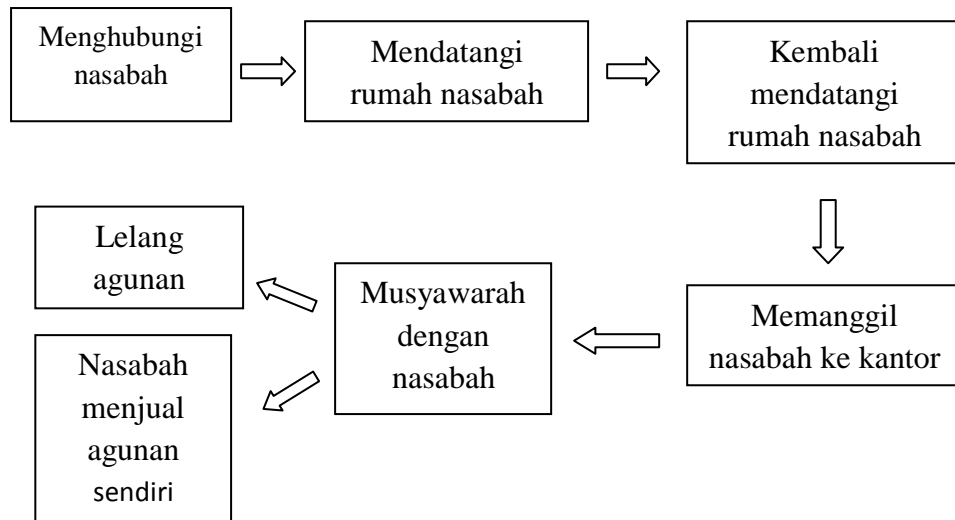 Menghubungi
nasabah
Mendatangi
rumah nasabah
Kembali
mendatangi
rumah nasabah
Memanggil
nasabah ke kantor
Musyawarah
dengan
nasabah
Lelang
agunan
Nasabah
menjual
agunan
sendiri